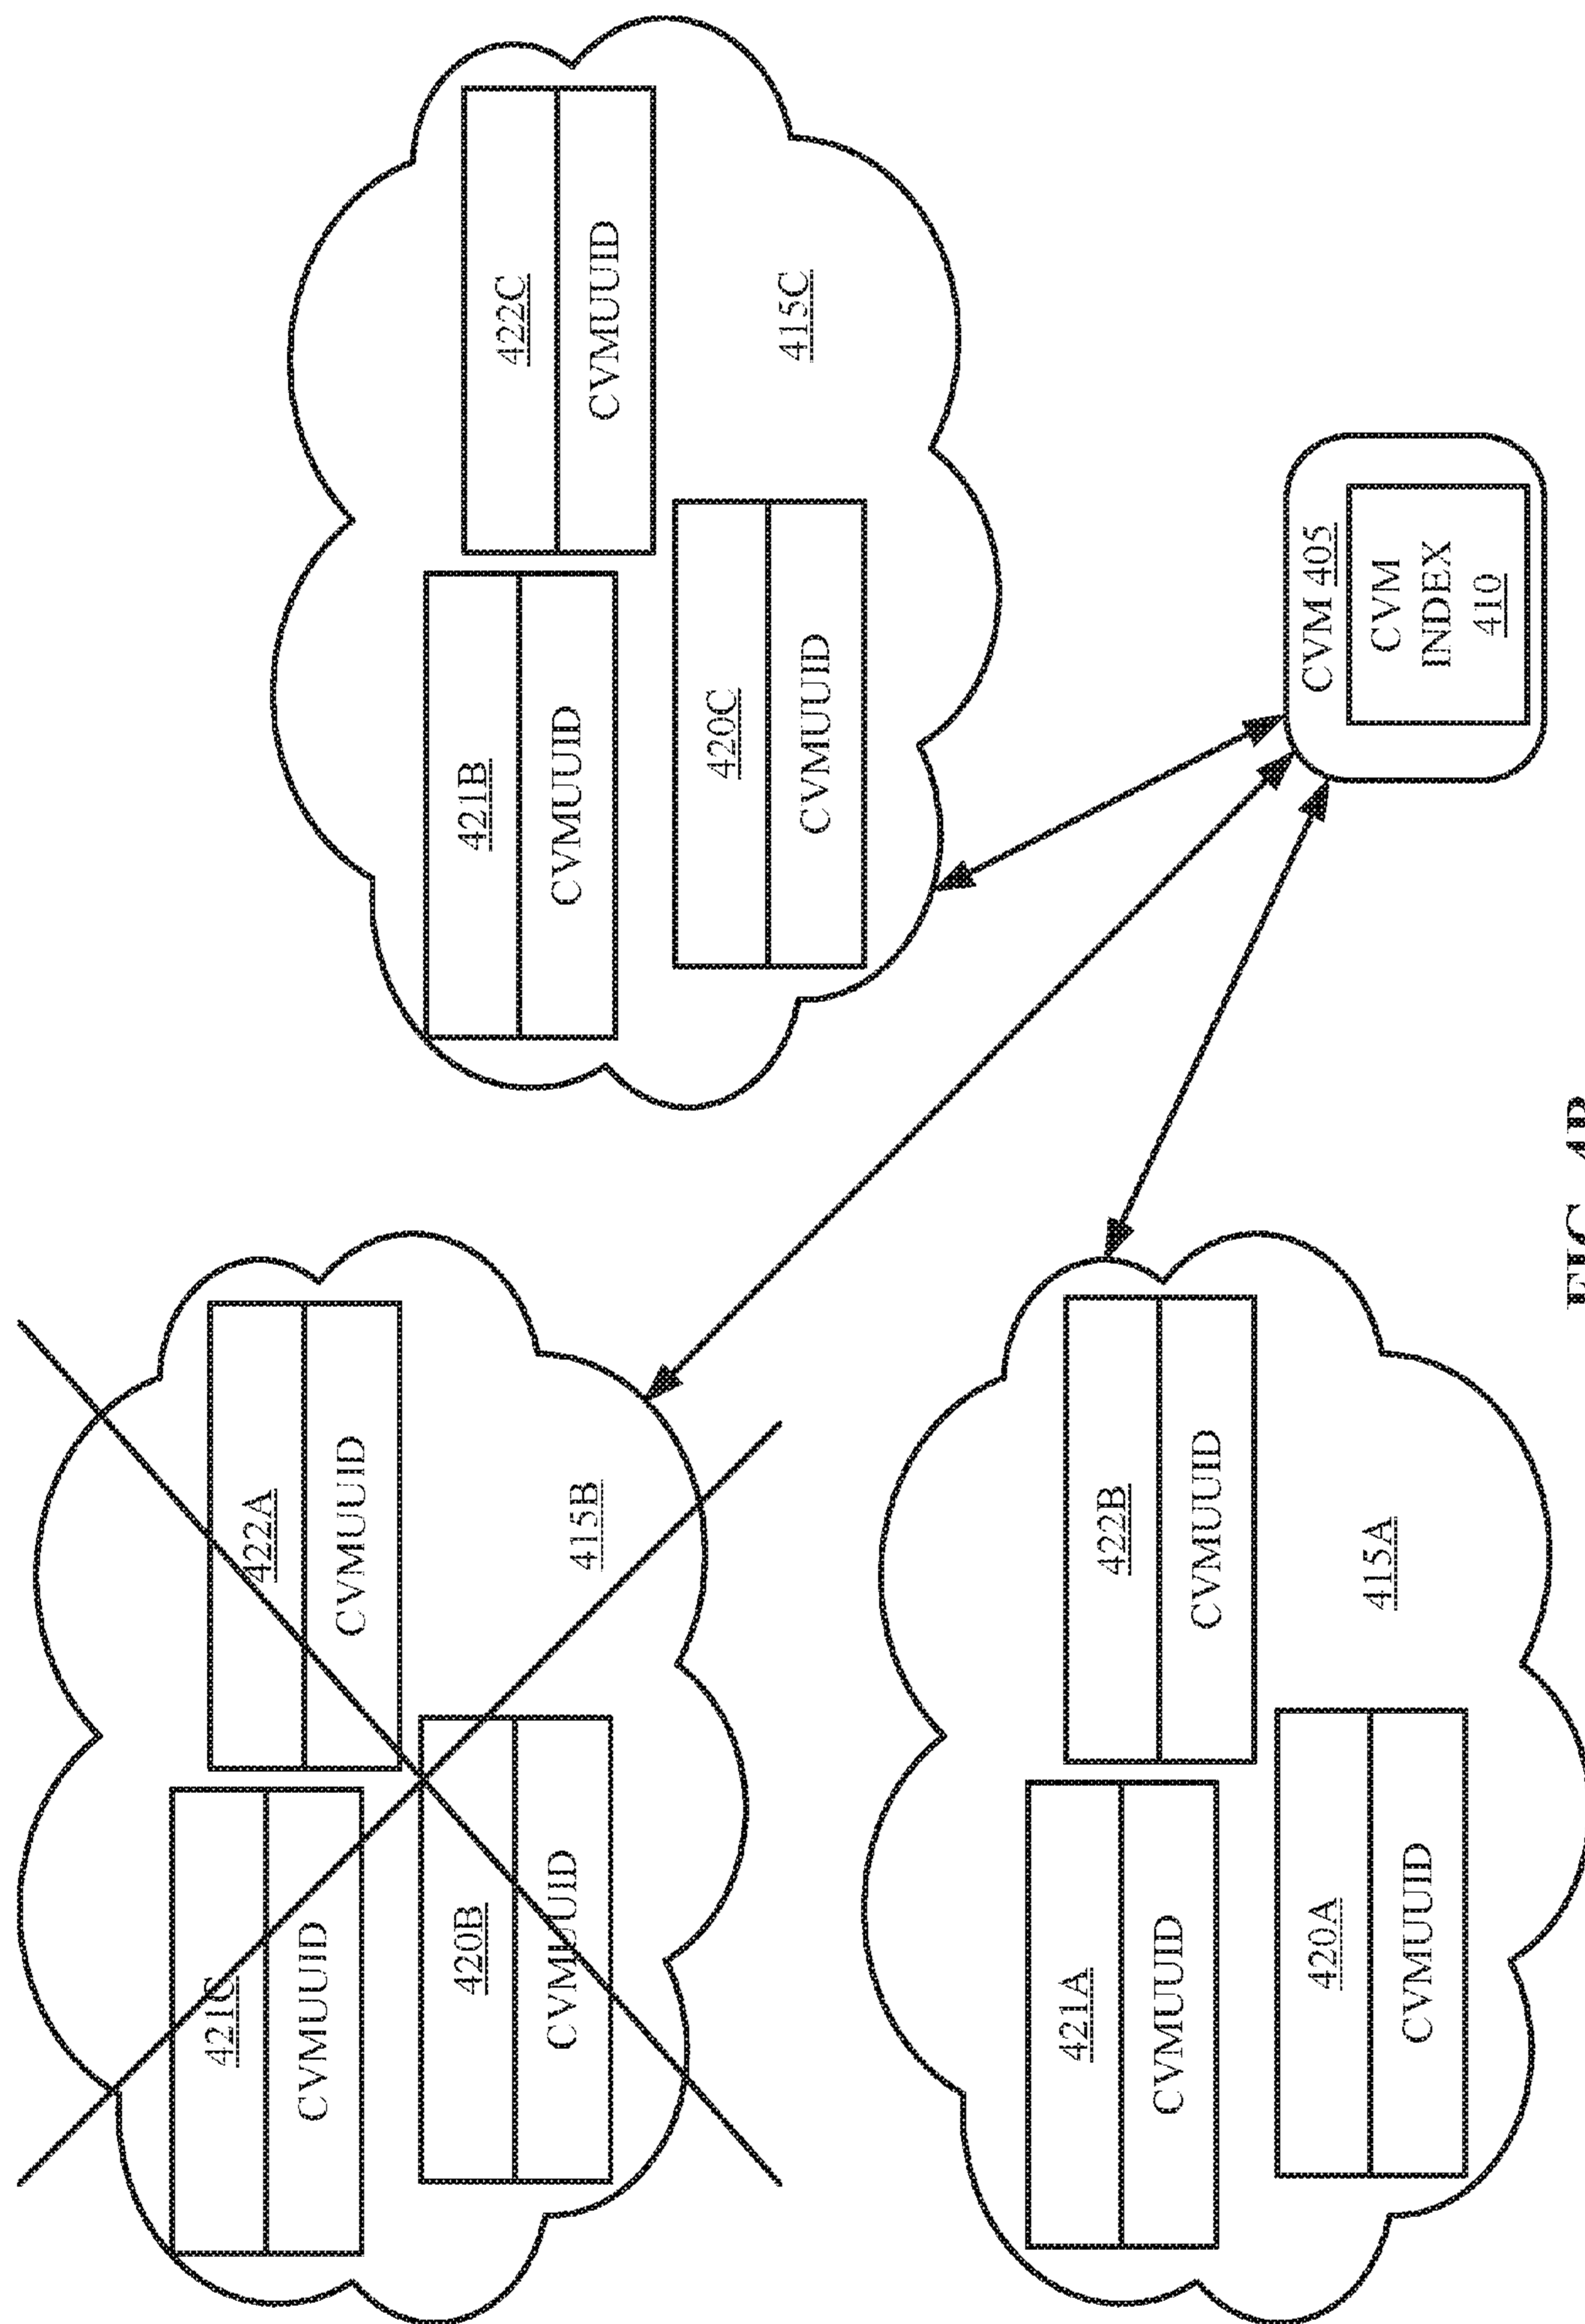 422A
CVMUUID
421C
CVMUUID
420B
CVMUUID
415B
422C
CVMUUID
421B
CVMUUID
420C
CVMUUID
415C
422B
CVMUUID
421A
CVMUUID
420A
CVMUUID
415A
CVM 405
CVM
INDEX
410
FIG. 4B